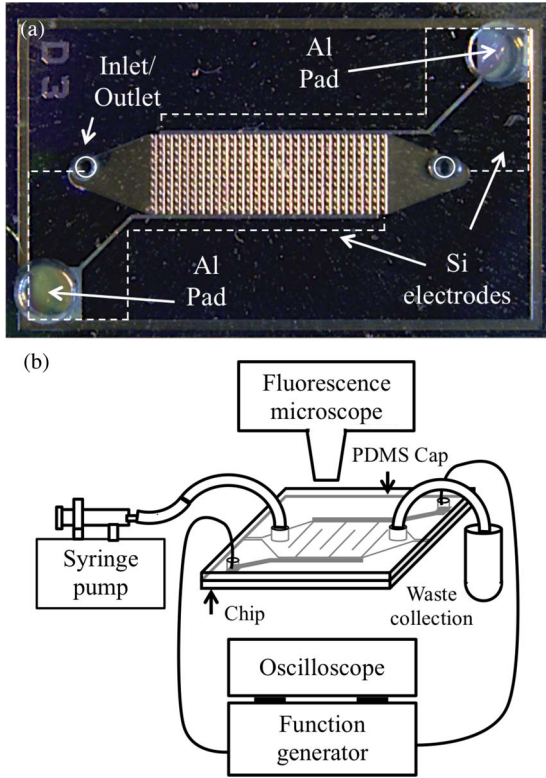 (a)
D3
Inlet/
Outlet
Al
Pad
Al
Pad
Si
electrodes
(b)
Fluorescence
microscope
PDMS Cap
Syringe
pump
Chip
Waste
collection
Oscilloscope
Function
generator